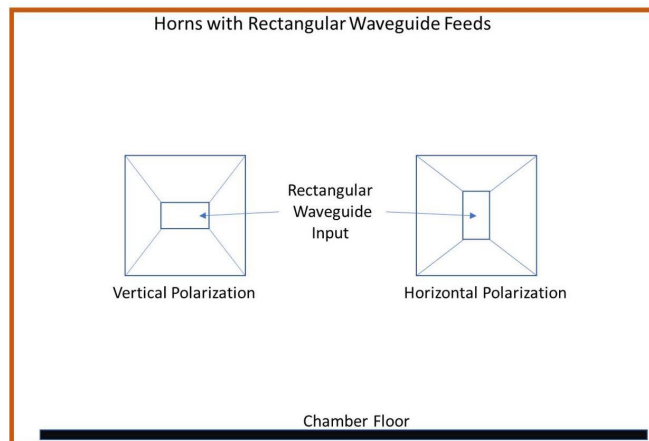 Horns with Rectangular Waveguide Feeds
Rectangular
Waveguide
Input
Vertical Polarization
Horizontal Polarization
Chamber Floor